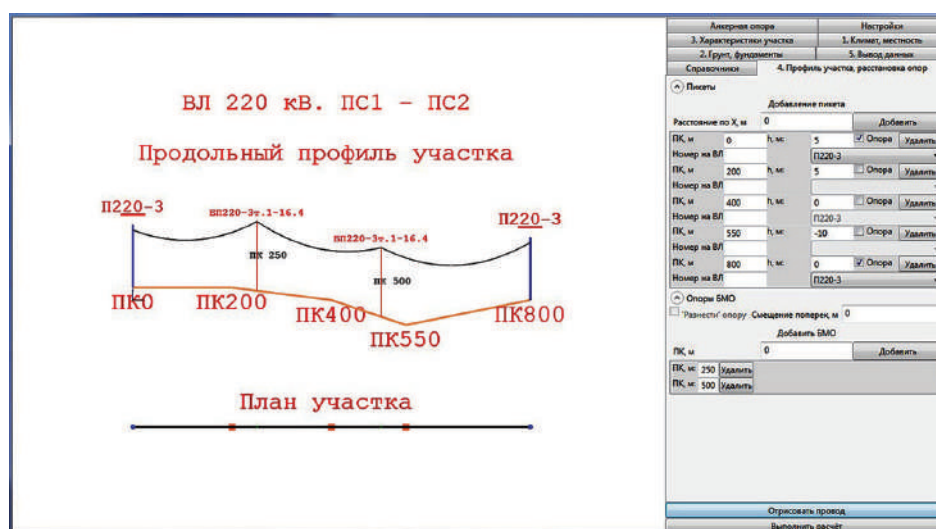 ВЛ 220 кВ. ПС1 – ПС2
Продольный профиль участка
П220-3
ВП220-3т.1-16.4
ВП220-3т.1-16.4
П220-3
ПК 250
ПК 500
ПК0
ПК200
ПК400
ПК550
ПК800
План участка
Анкерная опора Настройки
3. Характеристики участка 1. Климат, местность
2. Грунт, фундаменты 5. Вывод данных
Справочники 4. Профиль участка, расстановка опор
Пикеты
Добавление пикета
Расстояние по X, м 0 Добавить
ПК, м 0 h, м: 5 Опора Удалить
Номер на ВЛ П220-3
ПК, м 200 h, м: 5 Опора Удалить
Номер на ВЛ
ПК, м 400 h, м: 0 Опора Удалить
Номер на ВЛ П220-3
ПК, м 550 h, м: -10 Опора Удалить
Номер на ВЛ
ПК, м 800 h, м: 0 Опора Удалить
Номер на ВЛ П220-3
Опоры БМО
"Разнести" опору Смещение поперек, м 0
Добавить БМО
ПК, м 0 Добавить
ПК, м: 250 Удалить
ПК, м: 500 Удалить
Отрисовать провод
Выполнить расчёт